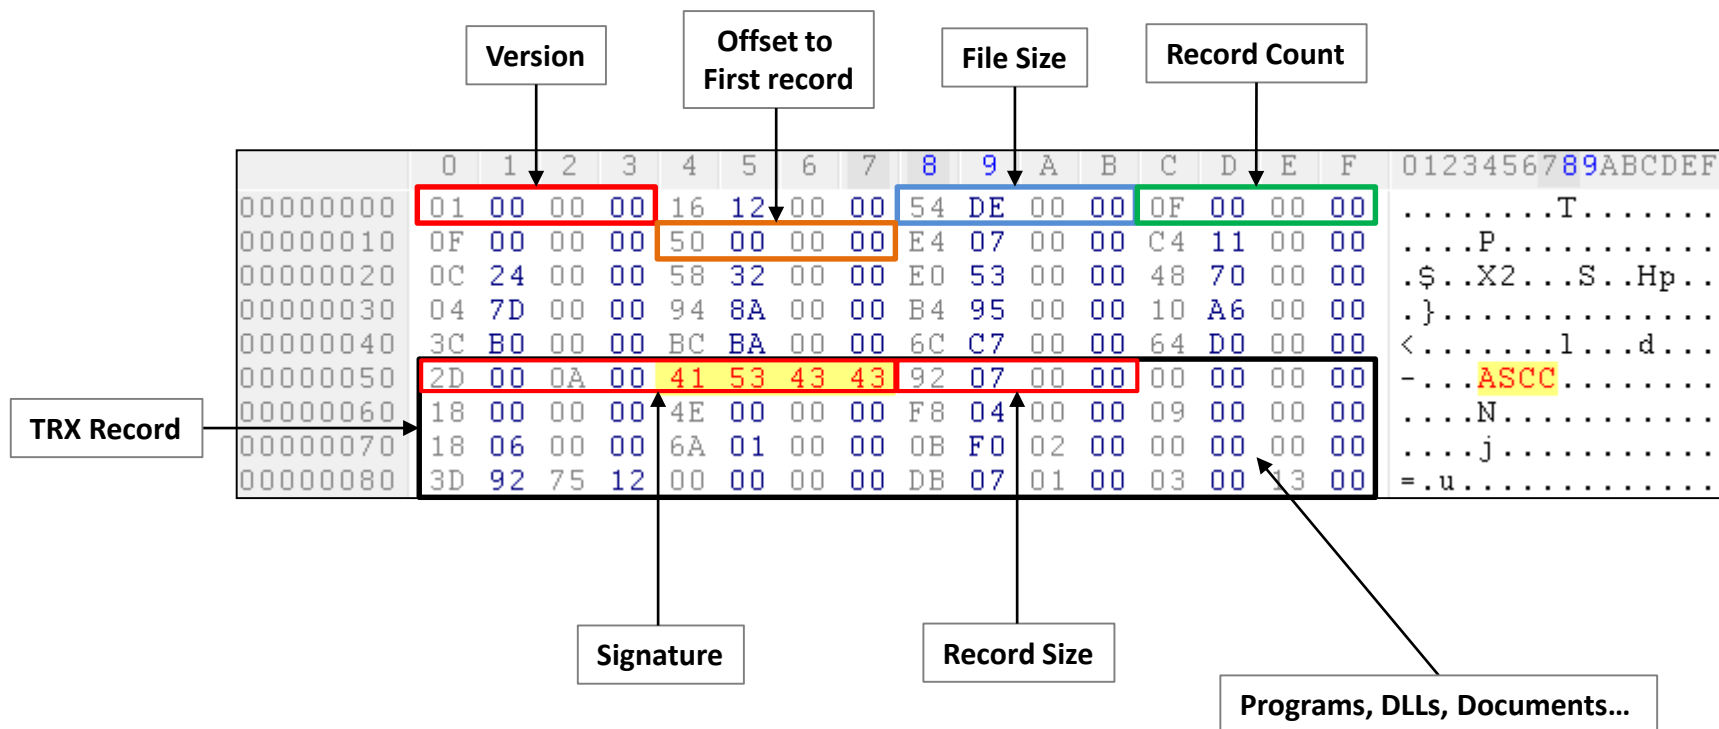 Version
Offset to
First record
File Size
Record Count
0 1 2 3 4 5 6 7 8 9 A B C D E F 0123456789ABCDEF
00000000 01 00 00 00 16 12 00 00 54 DE 00 00 0F 00 00 00 ........T.......
00000010 0F 00 00 00 50 00 00 00 E4 07 00 00 C4 11 00 00 ....P...........
00000020 0C 24 00 00 58 32 00 00 E0 53 00 00 48 70 00 00 .$..X2...S..Hp..
00000030 04 7D 00 00 94 8A 00 00 B4 95 00 00 10 A6 00 00 .}..............
00000040 3C B0 00 00 BC BA 00 00 6C C7 00 00 64 D0 00 00 <.......l...d...
00000050 2D 00 0A 00 41 53 43 43 92 07 00 00 00 00 00 00 -...ASCC........
00000060 18 00 00 00 4E 00 00 00 F8 04 00 00 09 00 00 00 ....N...........
00000070 18 06 00 00 6A 01 00 00 0B F0 02 00 00 00 00 00 ....j...........
00000080 3D 92 75 12 00 00 00 00 DB 07 01 00 03 00 13 00 =.u.............
TRX Record
Signature
Record Size
Programs, DLLs, Documents...